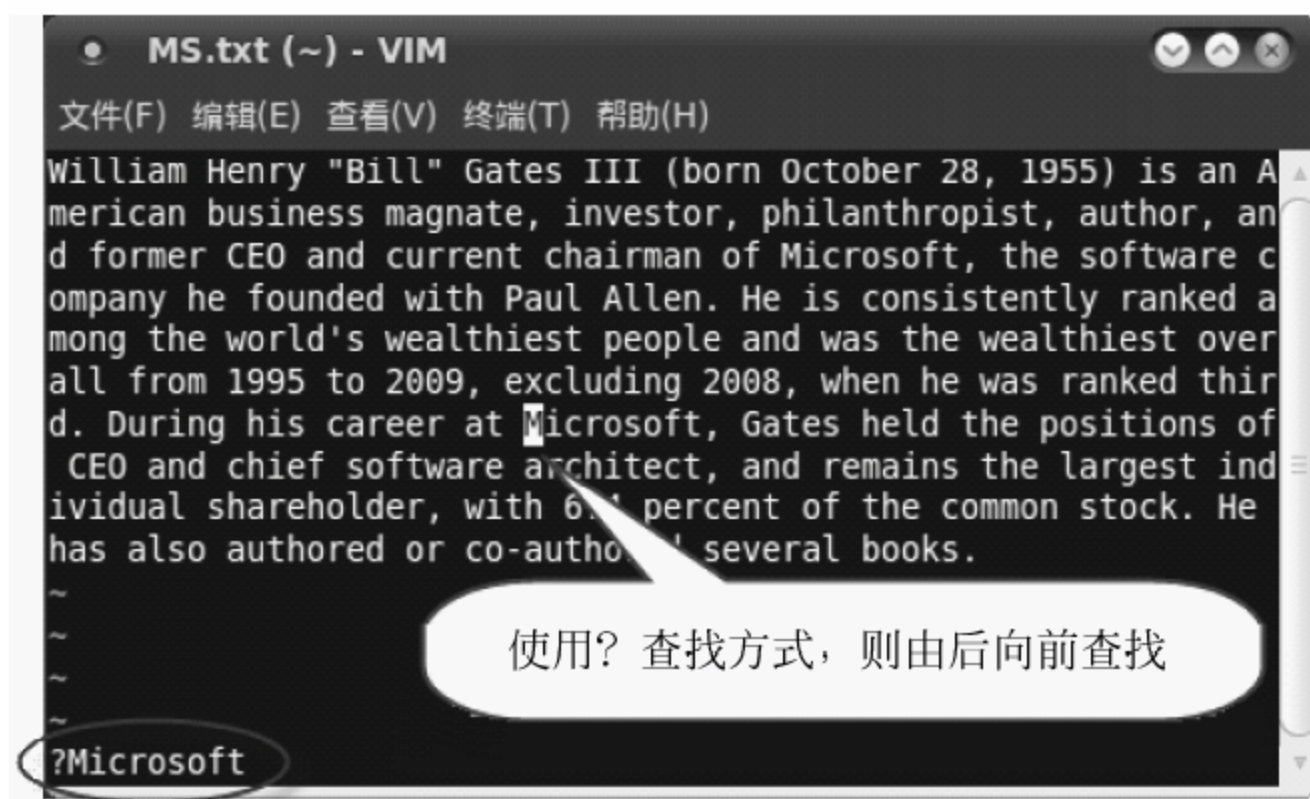 MS.txt (~) - VIM
文件(F) 编辑(E) 查看(V) 终端(T) 帮助(H)
William Henry "Bill" Gates III (born October 28, 1955) is an A
merican business magnate, investor, philanthropist, author, an
d former CEO and current chairman of Microsoft, the software c
ompany he founded with Paul Allen. He is consistently ranked a
mong the world's wealthiest people and was the wealthiest over
all from 1995 to 2009, excluding 2008, when he was ranked thir
d. During his career at Microsoft, Gates held the positions of
 CEO and chief software architect, and remains the largest ind
ividual shareholder, with percent of the common stock. He
has also authored or several books.
~
~
~
~
使用? 查找方式，则由后向前查找
?Microsoft